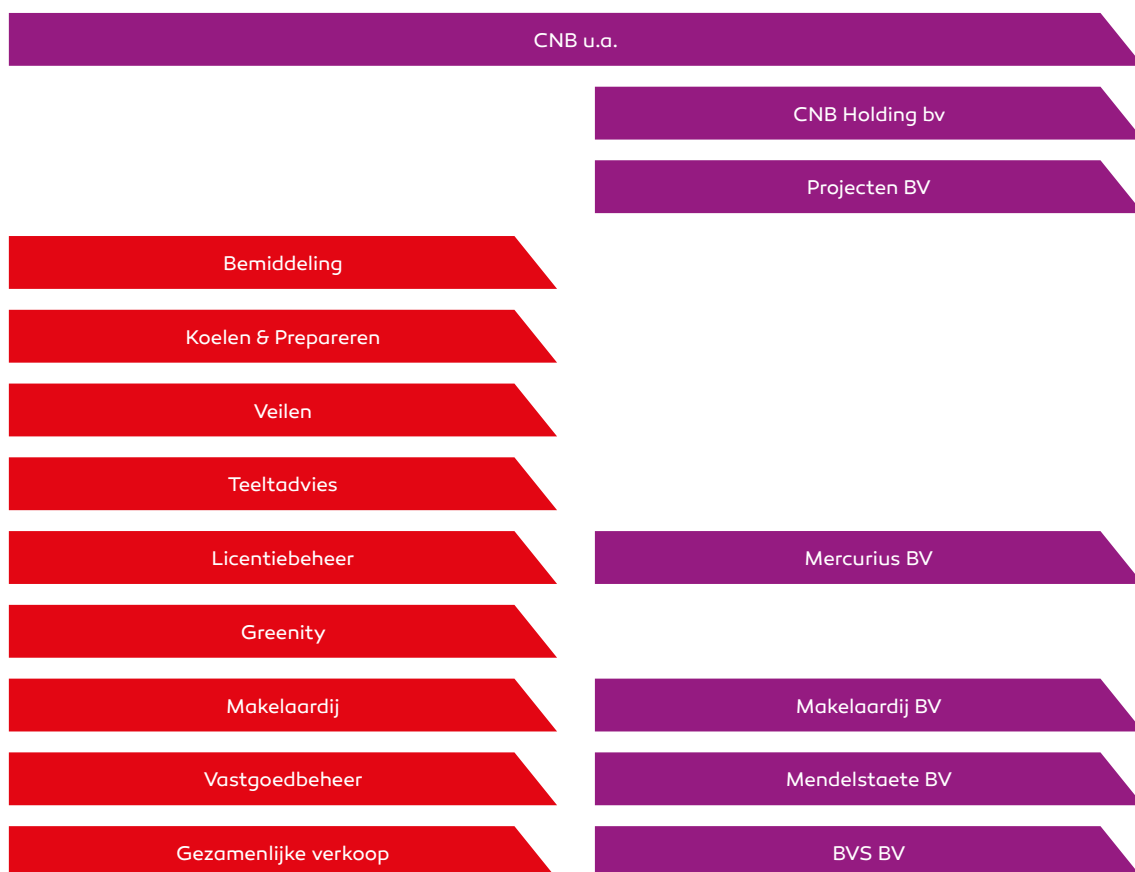 CNB u.a.
CNB Holding bv
Projecten BV
Bemiddeling
Koelen & Prepareren
Veilen
Teeltadvies
Licentiebeheer
Mercurius BV
Greenity
Makelaardij
Makelaardij BV
Vastgoedbeheer
Mendelstaete BV
Gezamenlijke verkoop
BVS BV